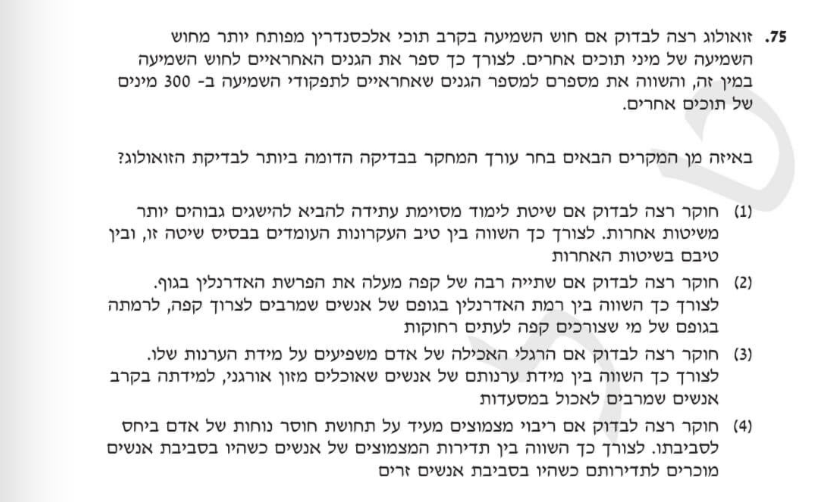 75. זואולוג רצה לבדוק אם חוש השמיעה בקרב תוכי אלכסנדרין מפותח יותר מחוש
השמיעה של מיני תוכים אחרים. לצורך כך ספר את הגנים האחראיים לחוש השמיעה
במין זה, והשווה את מספרם למספר הגנים שאחראיים לתפקודי השמיעה ב- 300 מינים
של תוכים אחרים.
באיזה מן המקרים הבאים בחר עורך המחקר בבדיקה הדומה ביותר לבדיקת הזואולוג?
(1) חוקר רצה לבדוק אם שיטת לימוד מסוימת עתידה להביא להישגים גבוהים יותר
משיטות אחרות. לצורך כך השווה בין טיב העקרונות העומדים בבסיס שיטה זו, ובין
טיבם בשיטות האחרות
(2) חוקר רצה לבדוק אם שתייה רבה של קפה מעלה את הפרשת האדרנלין בגוף.
לצורך כך השווה בין רמת האדרנלין בגופם של אנשים שמרבים לצרוך קפה, לרמתה
בגופם של מי שצורכים קפה לעתים רחוקות
(3) חוקר רצה לבדוק אם הרגלי האכילה של אדם משפיעים על מידת הערנות שלו.
לצורך כך השווה בין מידת ערנותם של אנשים שאוכלים מזון אורגני, למידתה בקרב
אנשים שמרבים לאכול במסעדות
(4) חוקר רצה לבדוק אם ריבוי מצמוצים מעיד על תחושת חוסר נוחות של אדם ביחס
לסביבתו. לצורך כך השווה בין תדירות המצמוצים של אנשים כשהיו בסביבת אנשים
מוכרים לתדירותם כשהיו בסביבת אנשים זרים